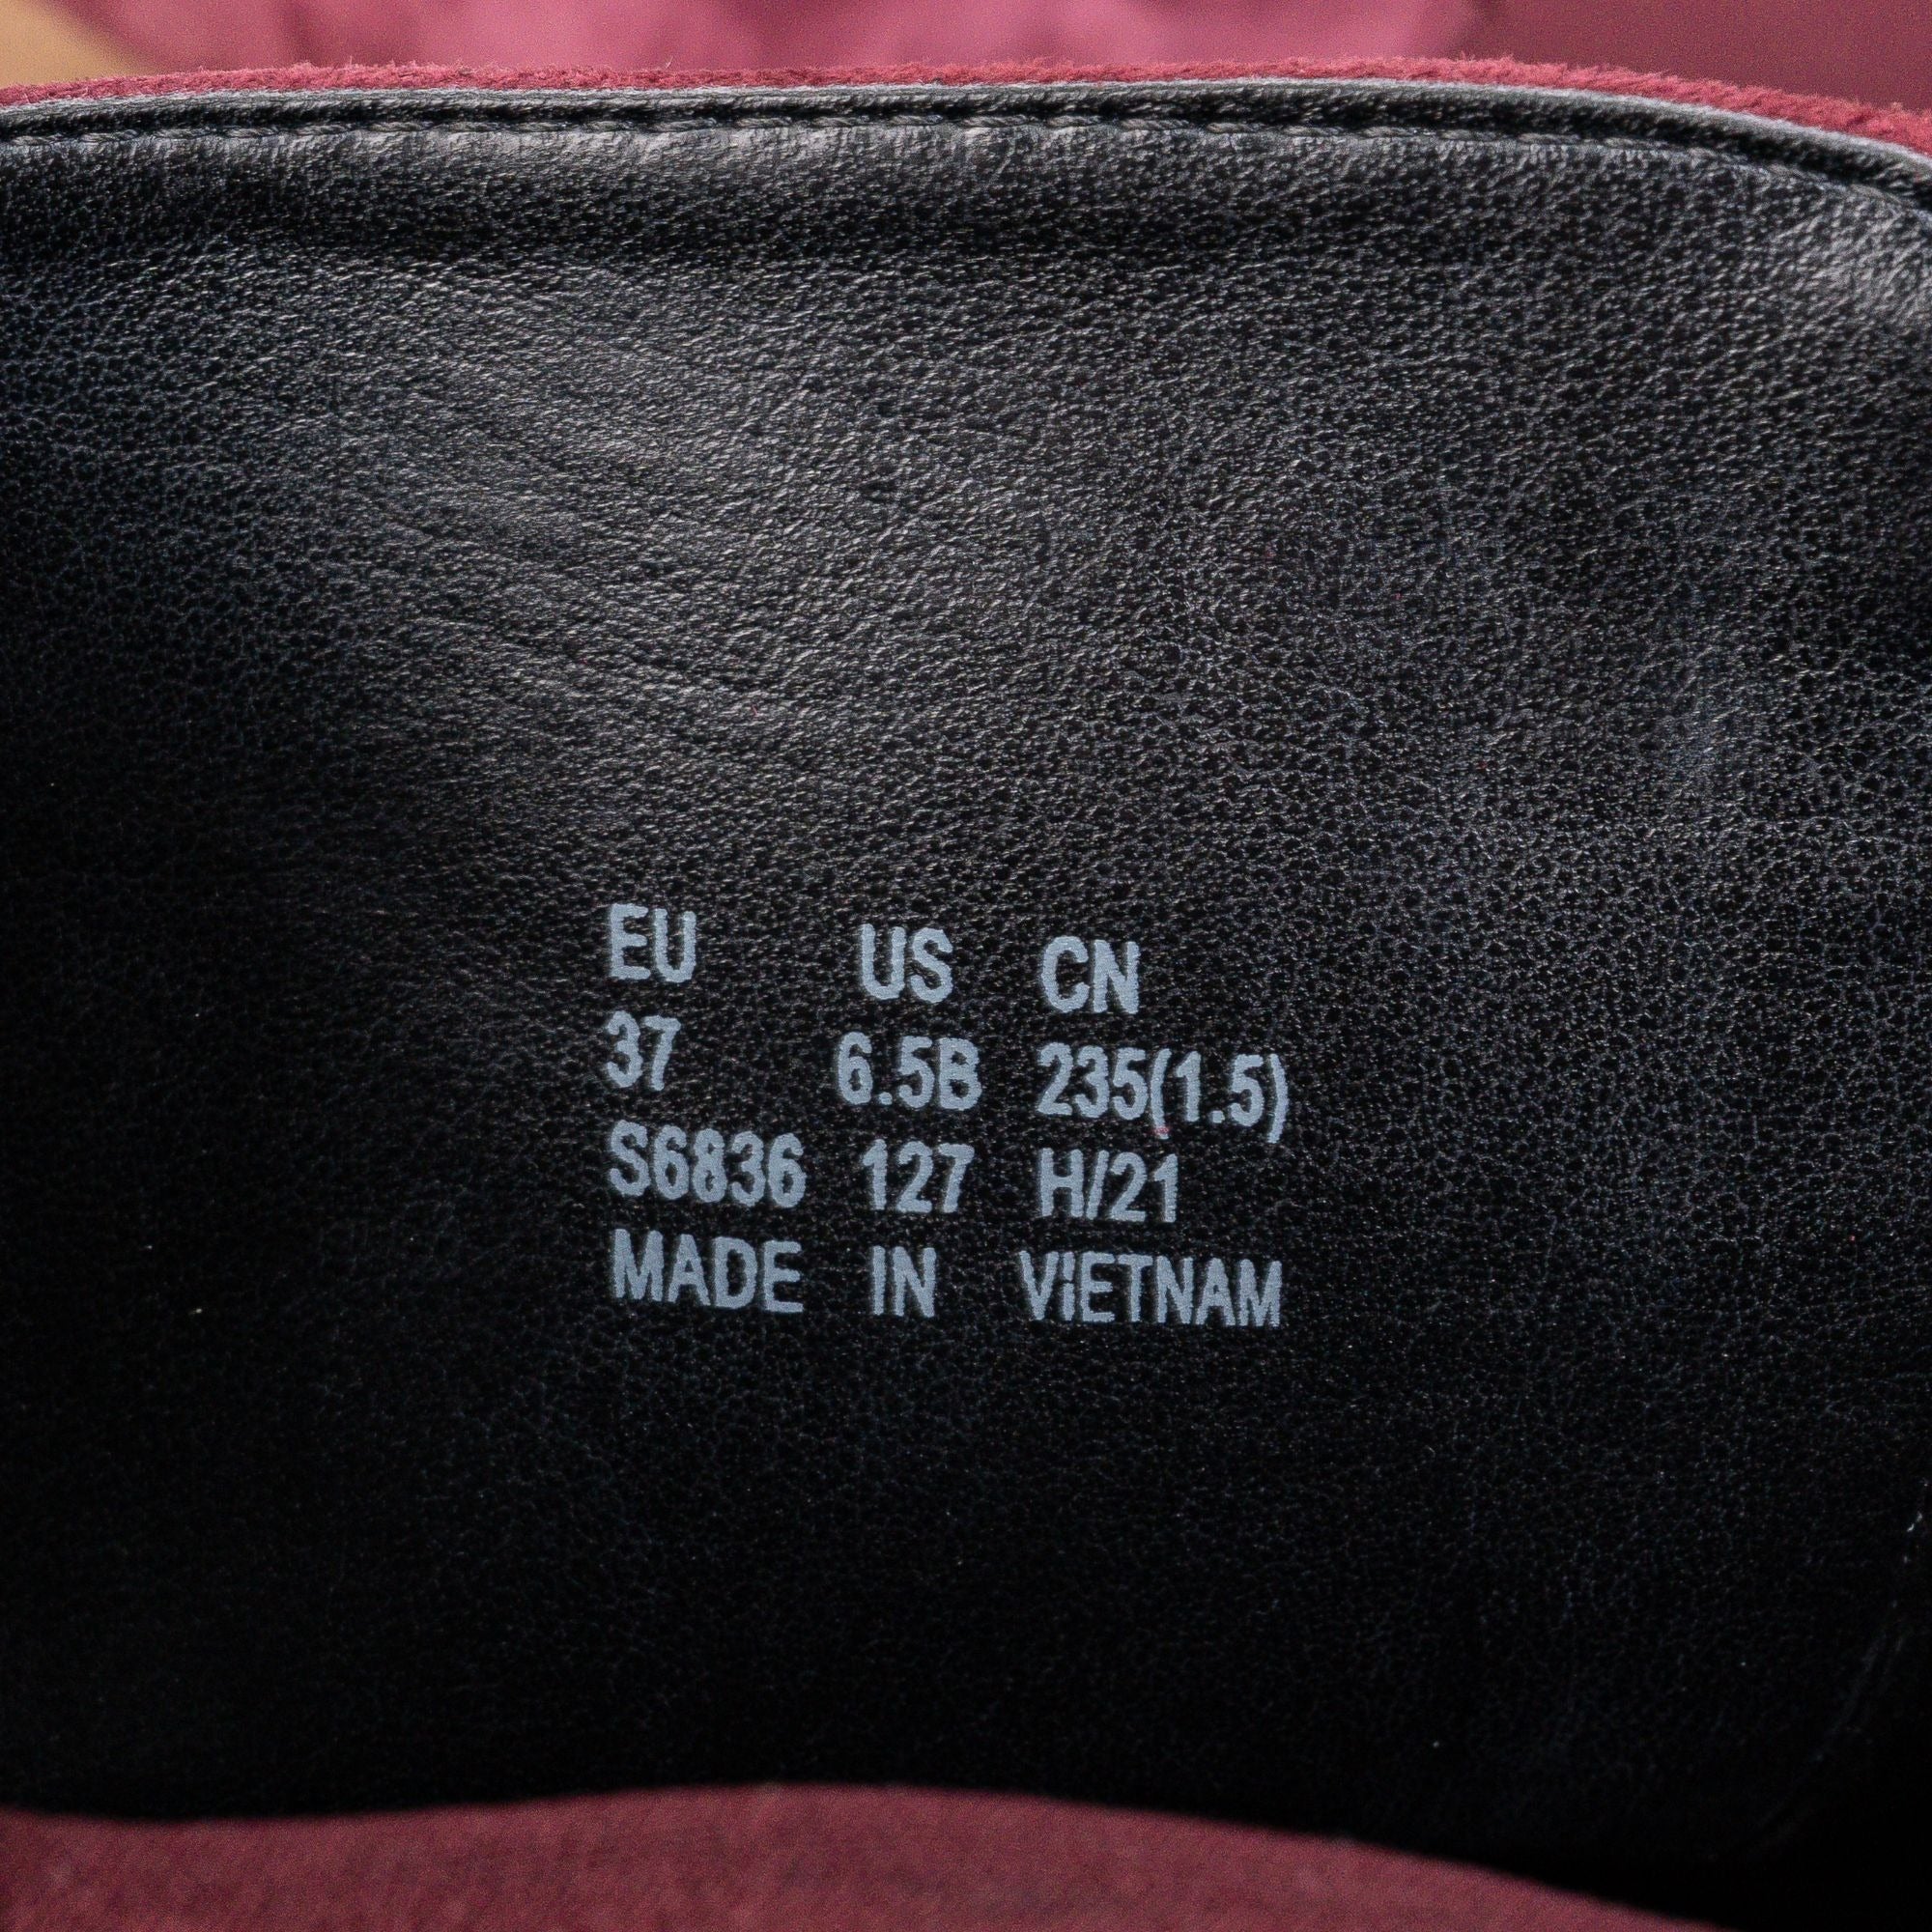 EU US CN
37 6.5B 235(1.5)
S6836 127 H/21
MADE IN VIETNAM